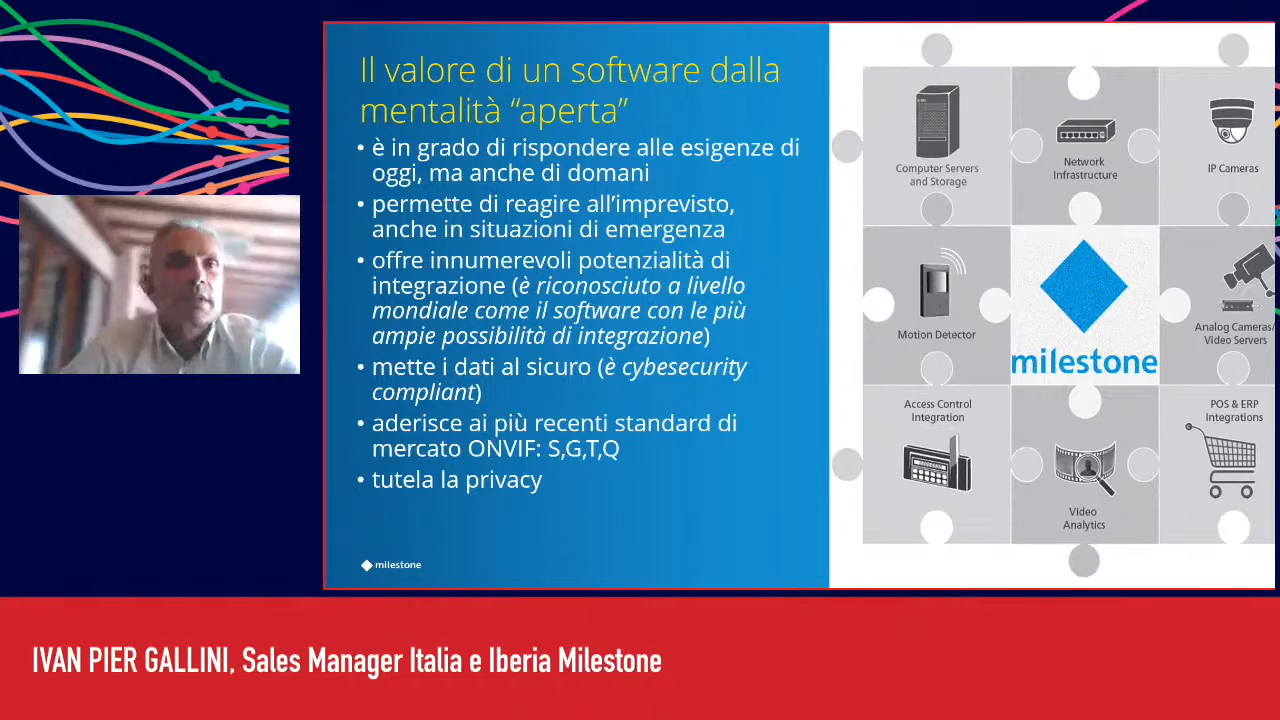 Il valore di un software dalla
mentalità “aperta”
• è in grado di rispondere alle esigenze di
oggi, ma anche di domani
• permette di reagire all’imprevisto,
anche in situazioni di emergenza
• offre innumerevoli potenzialità di
integrazione (è riconosciuto a livello
mondiale come il software con le più
ampie possibilità di integrazione)
• mette i dati al sicuro (è cybesecurity
compliant)
• aderisce ai più recenti standard di
mercato ONVIF: S,G,T,Q
• tutela la privacy
milestone
Computer Servers
and Storage
Network
Infrastructure
IP Cameras
Motion Detector
milestone
Analog Cameras/
Video Servers
Access Control
Integration
Video
Analytics
POS & ERP
Integrations
IVAN PIER GALLINI, Sales Manager Italia e Iberia Milestone